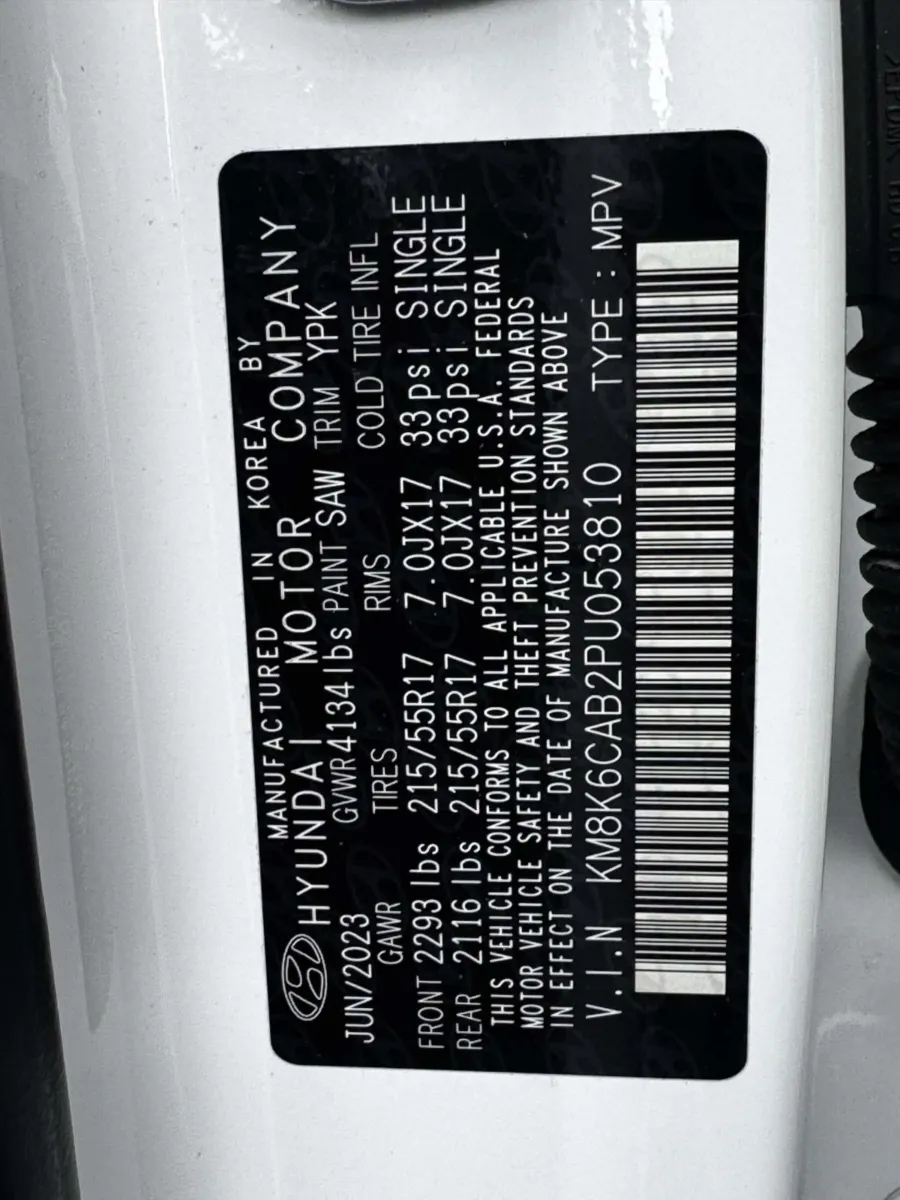 MANUFACTURED IN KOREA BY
HYUNDAI MOTOR COMPANY
JUN/2023 GVWR4134lbs PAINT SAW TRIM YPK
GAWR TIRES RIMS COLD TIRE INFL
FRONT 2293 lbs 215/55R17 7.0JX17 33psi SINGLE
REAR 2116 lbs 215/55R17 7.0JX17 33psi SINGLE
THIS VEHICLE CONFORMS TO ALL APPLICABLE U.S.A. FEDERAL
MOTOR VEHICLE SAFETY AND THEFT PREVENTION STANDARDS
IN EFFECT ON THE DATE OF MANUFACTURE SHOWN ABOVE
V.I.N KM8K6CAB2PU053810 TYPE : MPV